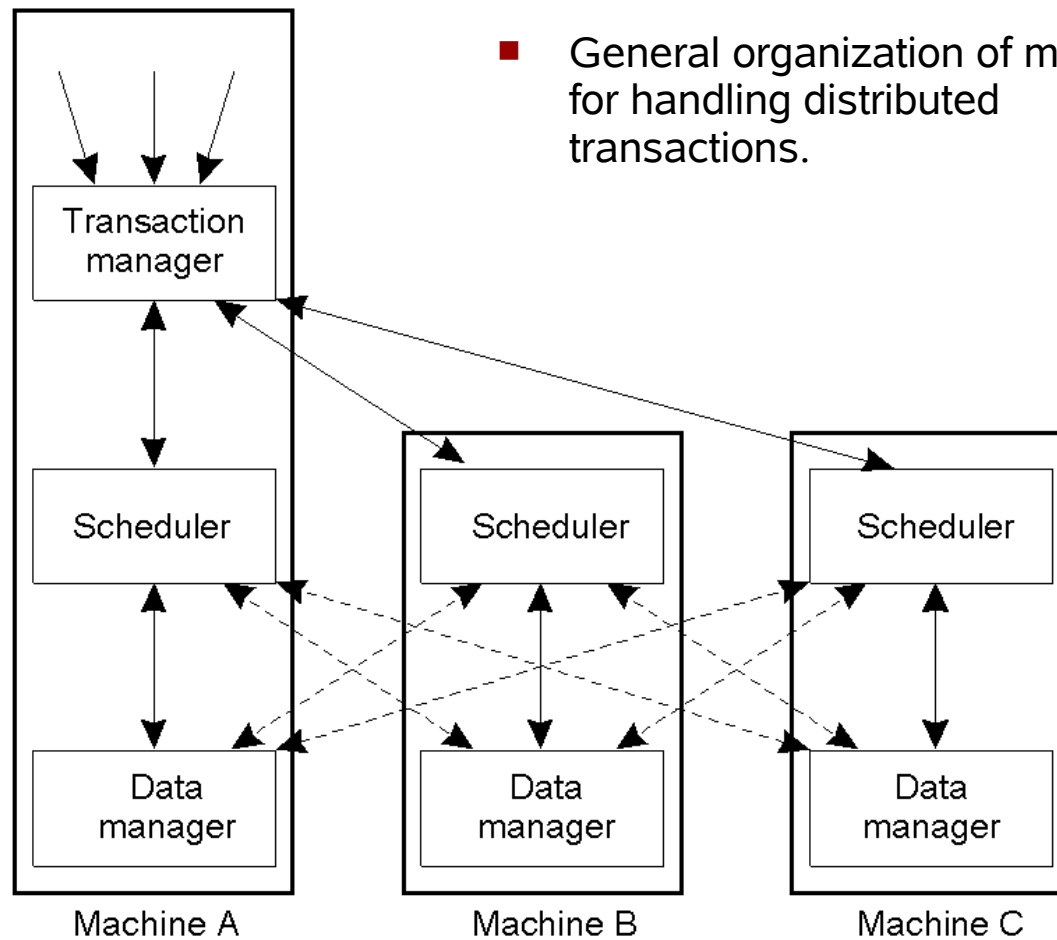 General organization of
for handling distributed
transactions.
Transaction
manager
Scheduler
Scheduler
Scheduler
Data
manager
Data
manager
Data
manager
Machine A
Machine B
Machine C